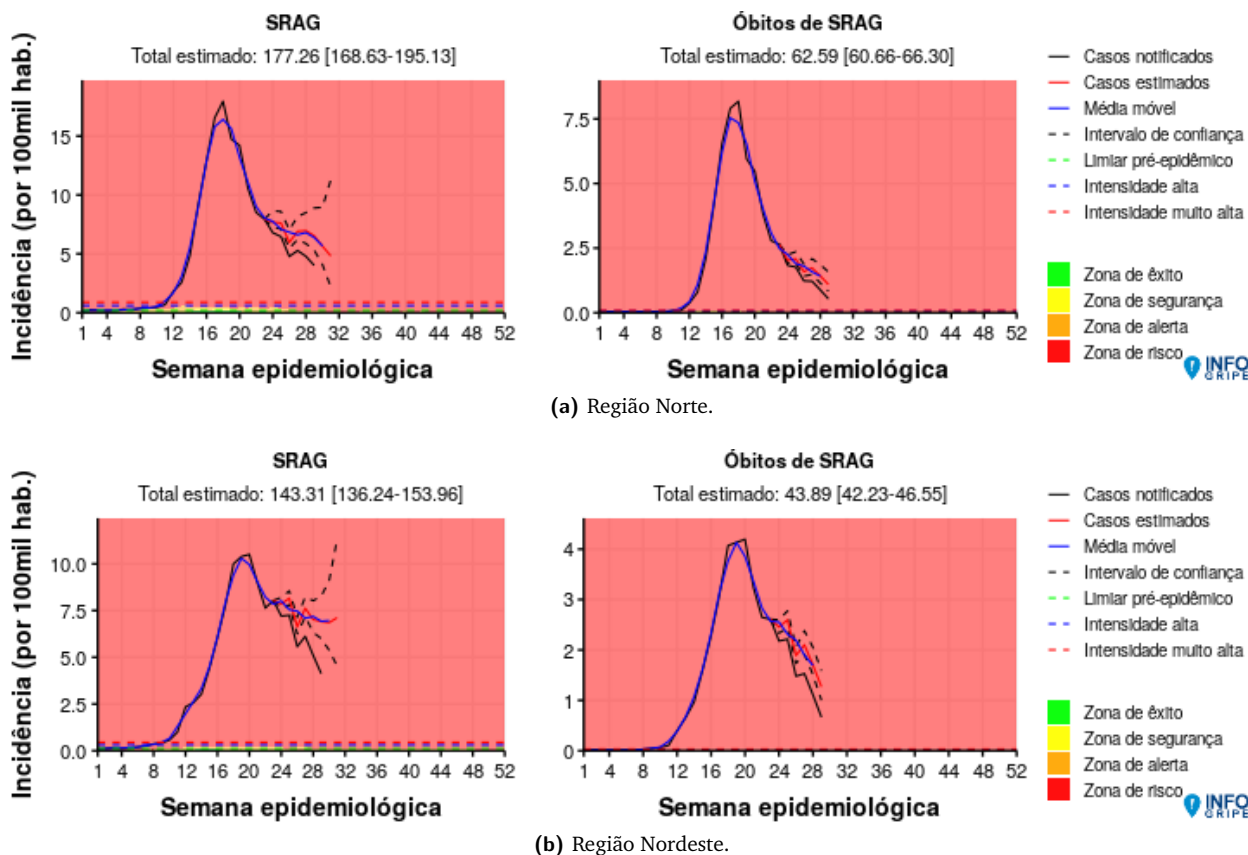 SRAG
Total estimado: 177.26 [168.63-195.13]
Óbitos de SRAG
Total estimado: 62.59 [60.66-66.30]
Incidência (por 100mil hab.)
15
10
5
0
1 4 8 12 16 20 24 28 32 36 40 44 48 52
Semana epidemiológica
7.5
5.0
2.5
0.0
1 4 8 12 16 20 24 28 32 36 40 44 48 52
Semana epidemiológica
Casos notificados
Casos estimados
Média móvel
Intervalo de confiança
Limiar pré-epidêmico
Intensidade alta
Intensidade muito alta
Zona de êxito
Zona de segurança
Zona de alerta
Zona de risco
INFO
GRIPE
(a) Região Norte.
SRAG
Total estimado: 143.31 [136.24-153.96]
Óbitos de SRAG
Total estimado: 43.89 [42.23-46.55]
Incidência (por 100mil hab.)
10.0
7.5
5.0
2.5
0.0
1 4 8 12 16 20 24 28 32 36 40 44 48 52
Semana epidemiológica
4
3
2
1
0
1 4 8 12 16 20 24 28 32 36 40 44 48 52
Semana epidemiológica
Casos notificados
Casos estimados
Média móvel
Intervalo de confiança
Limiar pré-epidêmico
Intensidade alta
Intensidade muito alta
Zona de êxito
Zona de segurança
Zona de alerta
Zona de risco
INFO
GRIPE
(b) Região Nordeste.